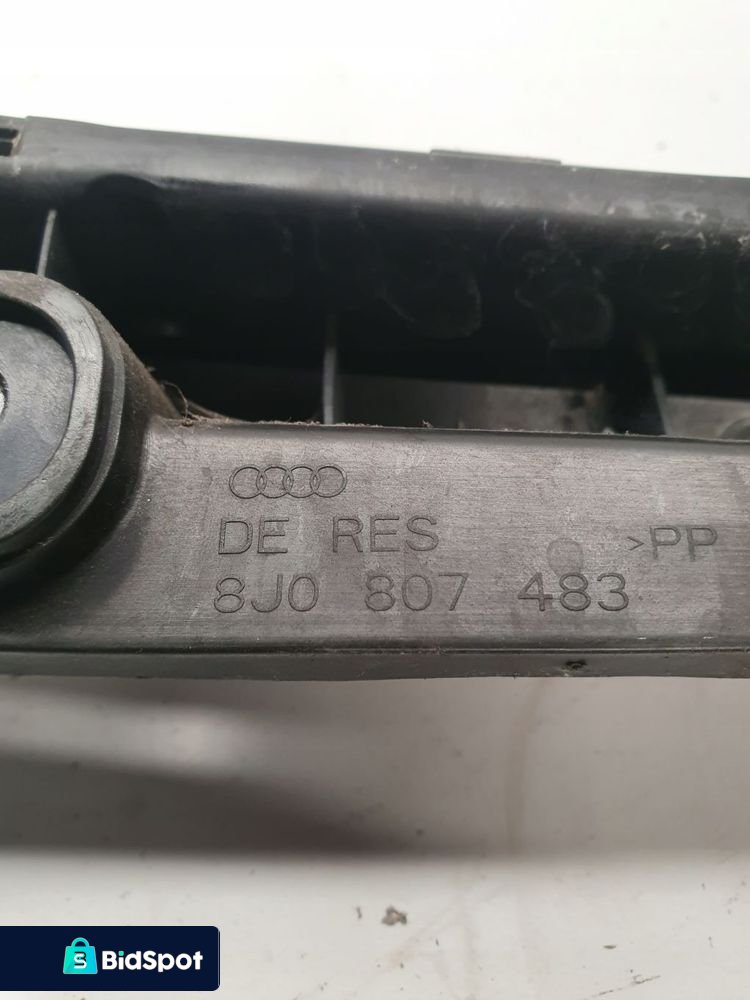 DE RES
>PP
8J0 807 483
BidSpot